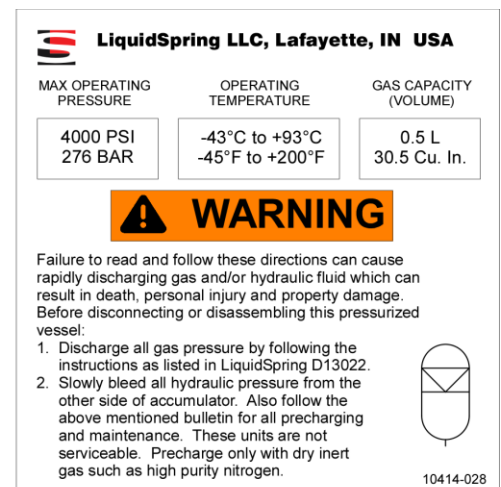 LiquidSpring LLC, Lafayette, IN  USA
MAX OPERATING
PRESSURE
4000 PSI
276 BAR
OPERATING
TEMPERATURE
-43°C to +93°C
-45°F to +200°F
GAS CAPACITY
(VOLUME)
0.5 L
30.5 Cu. In.
WARNING
Failure to read and follow these directions can cause
rapidly discharging gas and/or hydraulic fluid which can
result in death, personal injury and property damage.
Before disconnecting or disassembling this pressurized
vessel:
1. Discharge all gas pressure by following the
instructions as listed in LiquidSpring D13022.
2. Slowly bleed all hydraulic pressure from the
other side of accumulator.  Also follow the
above mentioned bulletin for all precharging
and maintenance.  These units are not
serviceable.  Precharge only with dry inert
gas such as high purity nitrogen.
10414-028